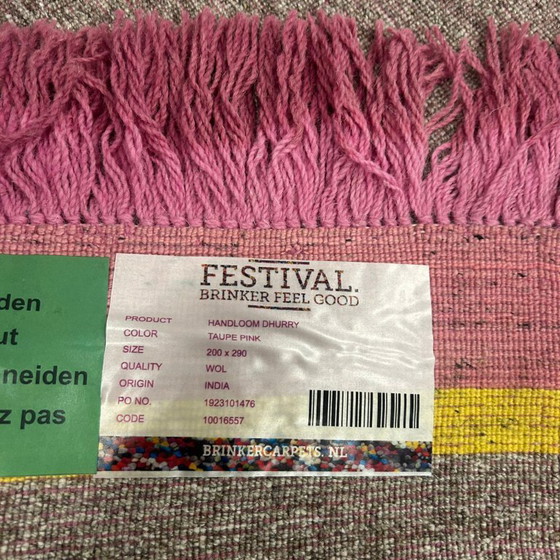 den
ut
neiden
z pas
FESTIVAL.
BRINKER FEEL GOOD
PRODUCT HANDLOOM DHURRY
COLOR TAUPE PINK
SIZE 200 x 290
QUALITY WOL
ORIGIN INDIA
PO NO. 1923101476
CODE 10016557
BRINKERCARPETS.NL